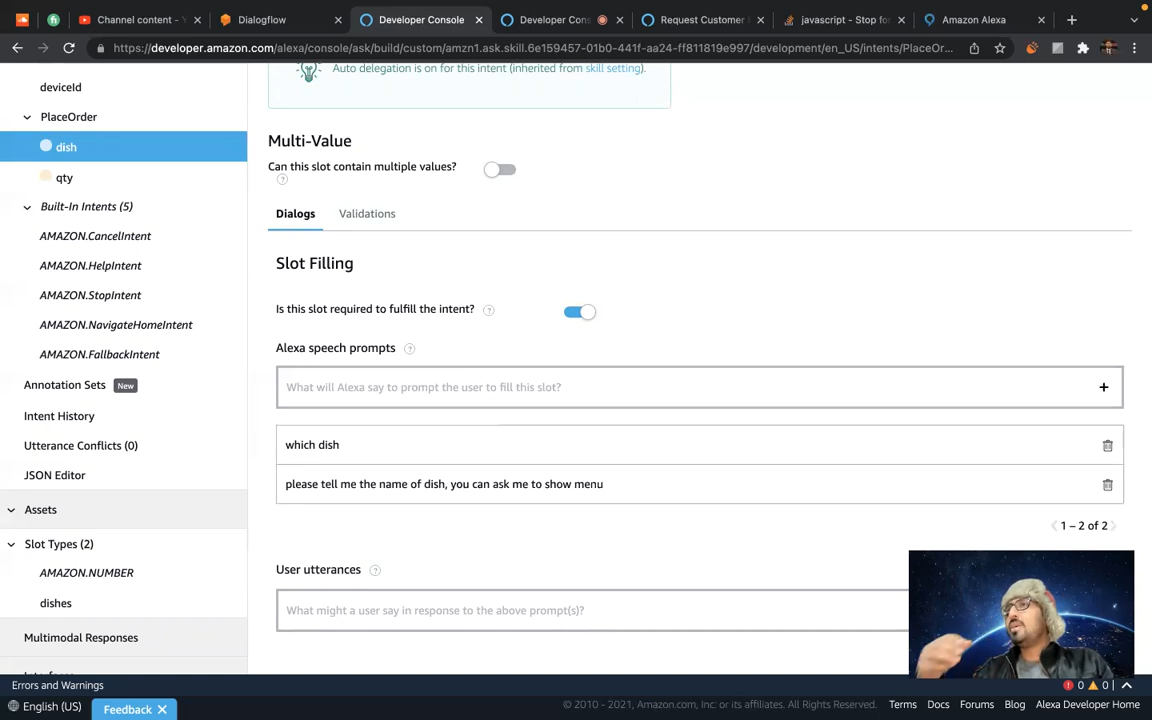 Channel content - Y
Dialogflow
Developer Console
Developer Cons
Request Customer
javascript - Stop for
Amazon Alexa
https://developer.amazon.com/alexa/console/ask/build/custom/amzn1.ask.skill.6e159457-01b0-441f-aa24-ff811819e997/development/en_US/intents/PlaceOr...
deviceId
PlaceOrder
dish
qty
Built-In Intents (5)
AMAZON.CancelIntent
AMAZON.HelpIntent
AMAZON.StopIntent
AMAZON.NavigateHomeIntent
AMAZON.FallbackIntent
Annotation Sets New
Intent History
Utterance Conflicts (0)
JSON Editor
Assets
Slot Types (2)
AMAZON.NUMBER
dishes
Multimodal Responses
Auto delegation is on for this intent (inherited from skill setting).
Multi-Value
Can this slot contain multiple values?
Dialogs Validations
Slot Filling
Is this slot required to fulfill the intent?
Alexa speech prompts
What will Alexa say to prompt the user to fill this slot?
which dish
please tell me the name of dish, you can ask me to show menu
1 – 2 of 2
User utterances
What might a user say in response to the above prompt(s)?
Errors and Warnings
0 0
English (US)
Feedback
© 2010 - 2021, Amazon.com, Inc. or its affiliates. All Rights Reserved.
Terms Docs Forums Blog Alexa Developer Home